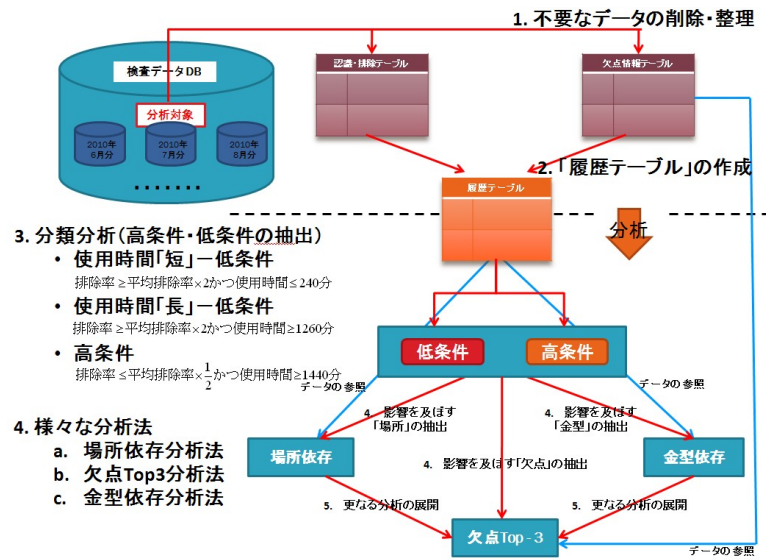 1. 不要なデータの削除・整理
検査データDB
分析対象
2010年
6月分
2010年
7月分
2010年
8月分
・・・・・・・
認識・排除テーブル
欠点情報テーブル
2.「履歴テーブル」の作成
履歴テーブル
分析
3. 分類分析（高条件・低条件の抽出）
• 使用時間「短」－低条件
排除率≥平均排除率×2かつ使用時間≤240分
• 使用時間「長」－低条件
排除率≥平均排除率×2かつ使用時間≥1260分
• 高条件
排除率≤平均排除率×1/2かつ使用時間≥1440分
低条件
高条件
データの参照
データの参照
4. 影響を及ぼす
「場所」の抽出
4. 影響を及ぼす
「金型」の抽出
4. 様々な分析法
a. 場所依存分析法
b. 欠点Top3分析法
c. 金型依存分析法
場所依存
4. 影響を及ぼす「欠点」の抽出
金型依存
5. 更なる分析の展開
5. 更なる分析の展開
欠点Top-3
データの参照